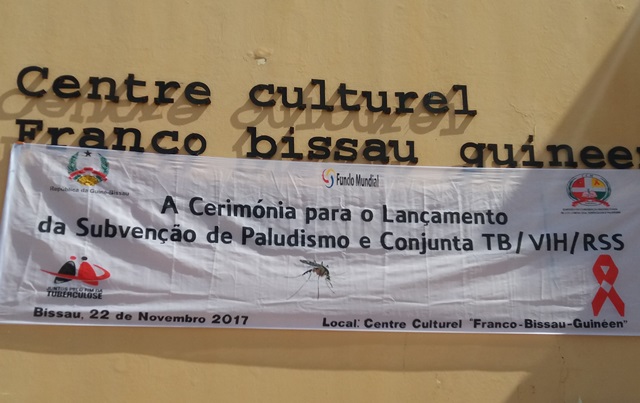 Centre culturel
Franco bissau guineen
Republica da Guiné-Bissau
Fundo Mundial
A Cerimónia para o Lançamento
da Subvenção de Paludismo e Conjunta TB/VIH/RSS
TUBERCULOSE
Bissau, 22 de Novembro 2017
Local: Centre Culturel "Franco-Bissau-Guinéen"